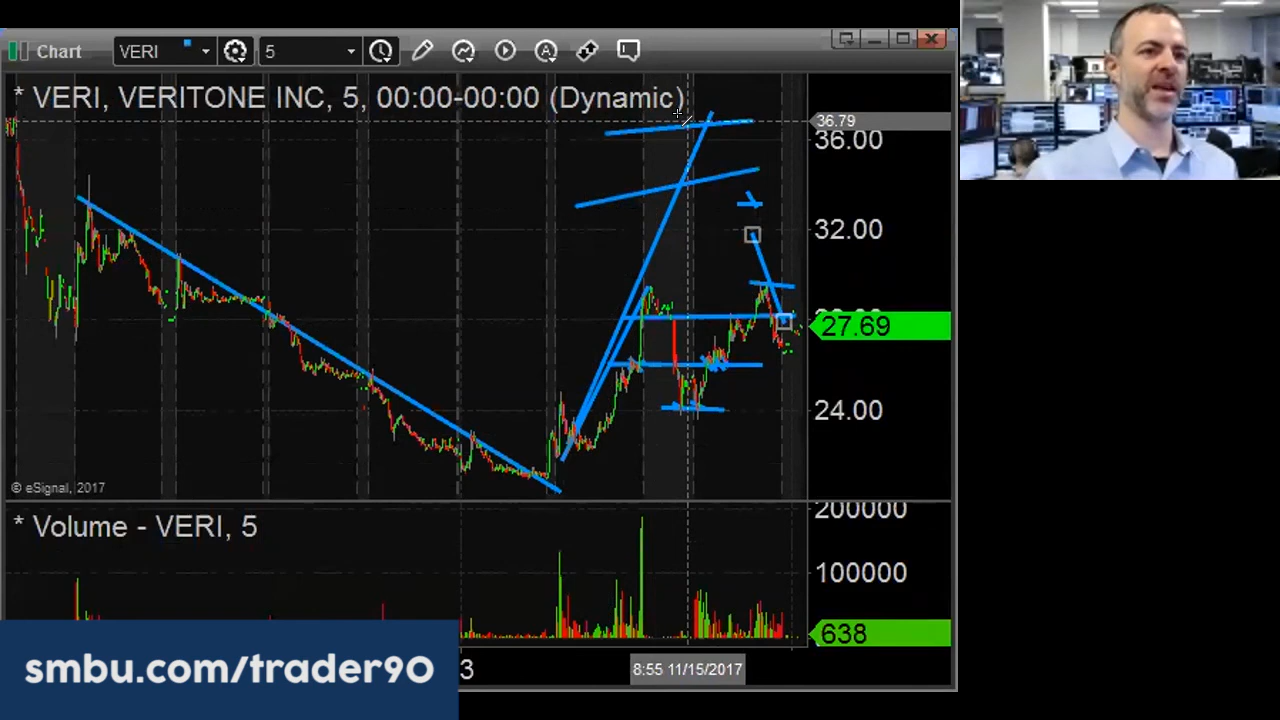 Chart
VERI
5
* VERI, VERITONE INC, 5, 00:00-00:00 (Dynamic)
36.79
36.00
32.00
27.69
24.00
© eSignal, 2017
* Volume - VERI, 5
200000
100000
638
3
8:55 11/15/2017
smbu.com/trader90